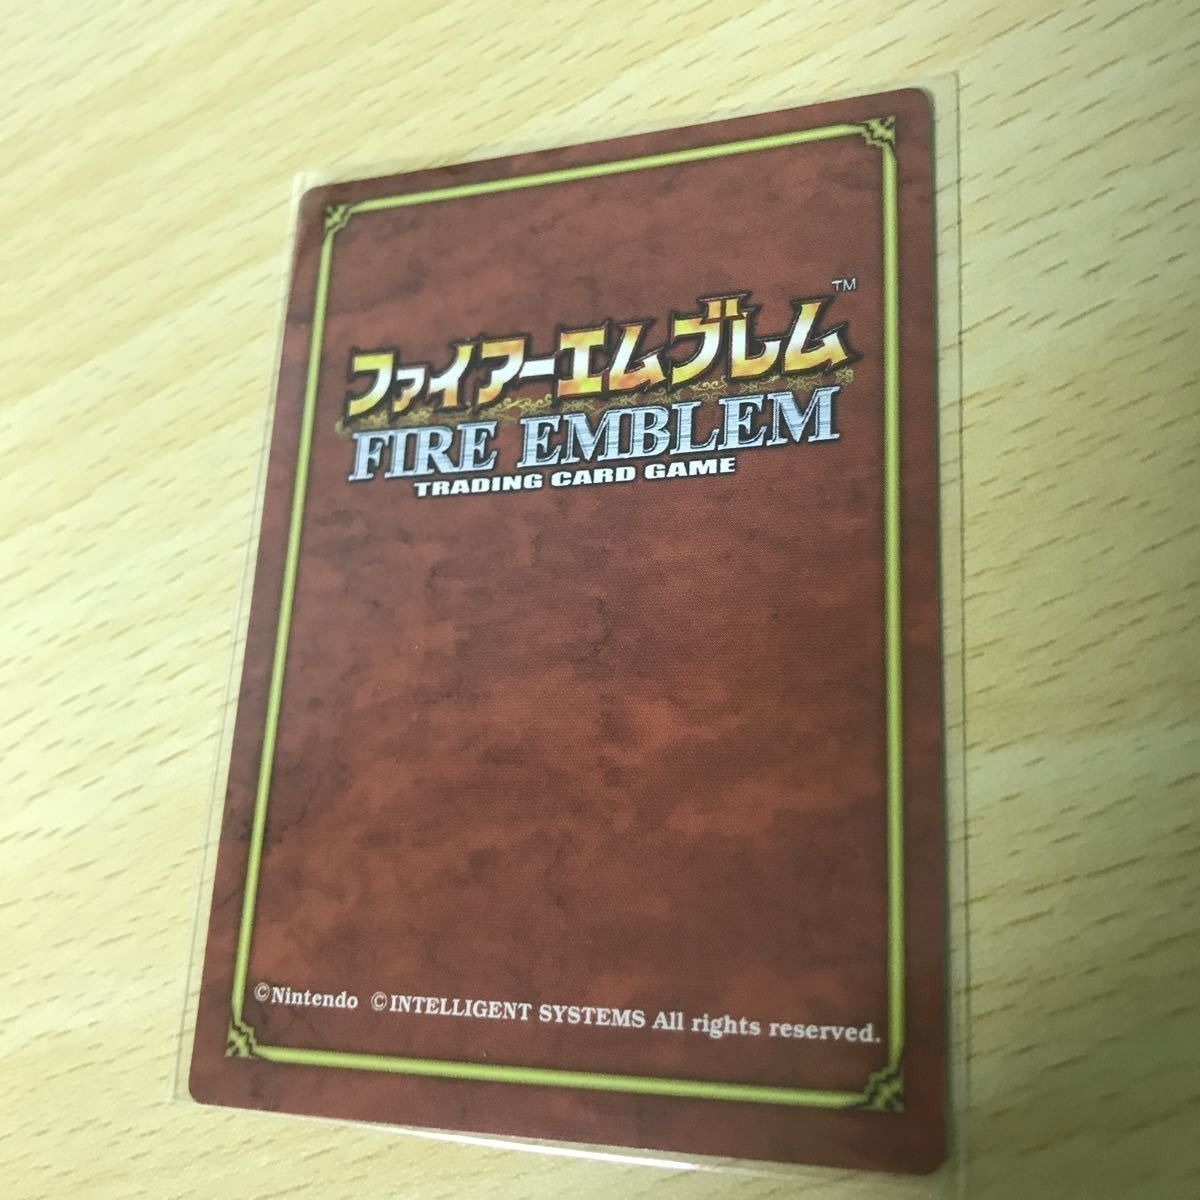 ファイアーエムブレム™
FIRE EMBLEM
TRADING CARD GAME
©Nintendo ©INTELLIGENT SYSTEMS All rights reserved.